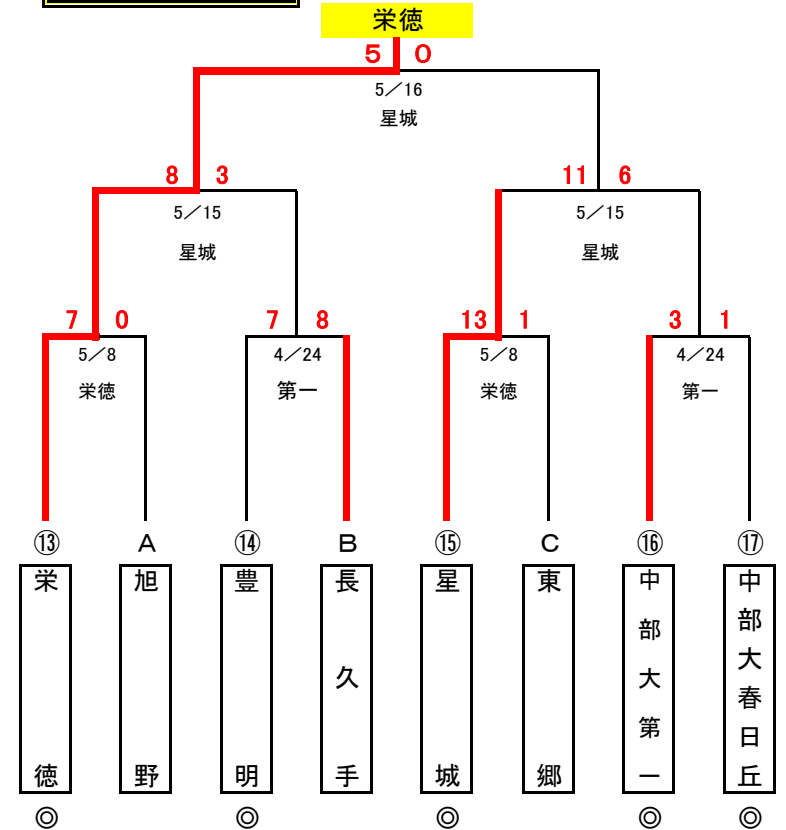 栄徳
5 0
5／16
星城
8 3 11 6
5／15 5／15
星城 星城
7 0 7 8 13 1 3 1
5／8 4／24 5／8 4／24
栄徳 第一 栄徳 第一
⑬ A ⑭ B ⑮ C ⑯ ⑰
栄徳
旭野
豊明
長久手
星城
東郷
中部大第一
中部大春日丘
◎ ◎ ◎ ◎ ◎